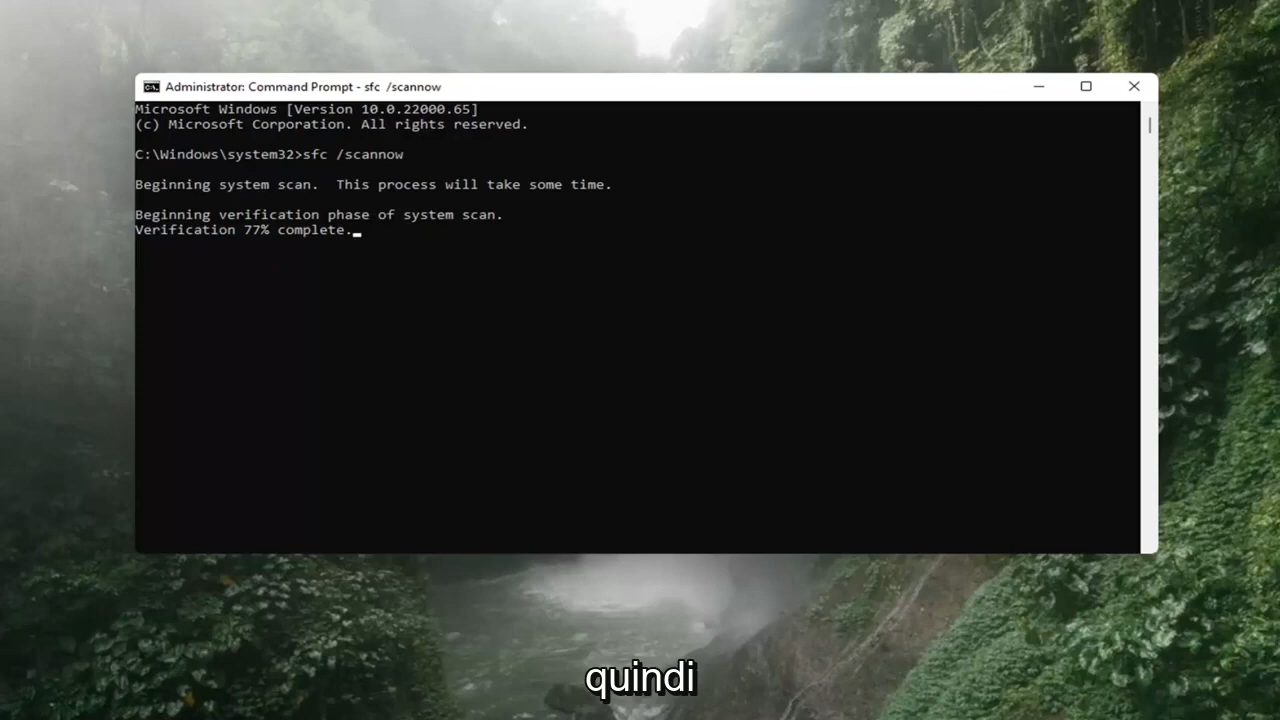 Administrator: Command Prompt - sfc  /scannow
Microsoft Windows [Version 10.0.22000.65]
(c) Microsoft Corporation. All rights reserved.
C:\Windows\system32>sfc /scannow
Beginning system scan.  This process will take some time.
Beginning verification phase of system scan.
Verification 77% complete.
quindi